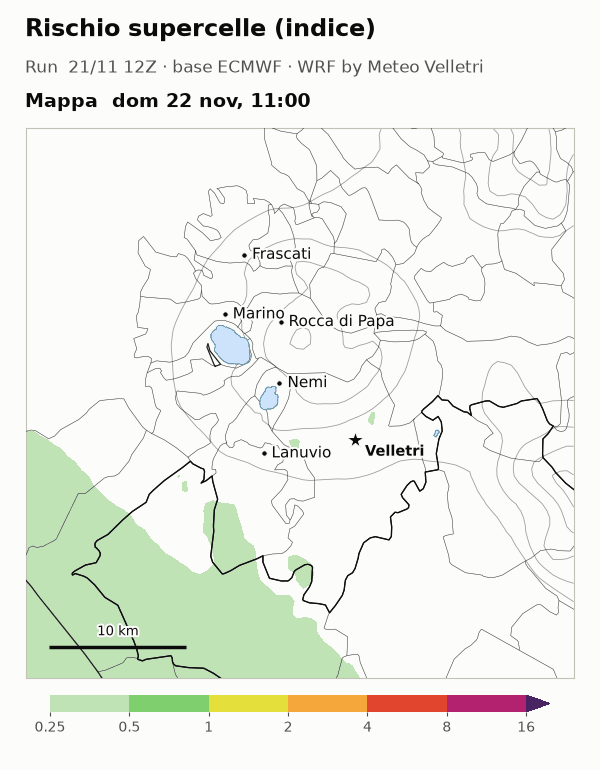 Rischio supercelle (indice)
Run  21/11 12Z · base ECMWF · WRF by Meteo Velletri
Mappa  dom 22 nov, 11:00
Frascati
Marino
Rocca di Papa
Nemi
Velletri
Lanuvio
10 km
0.25 0.5 1 2 4 8 16